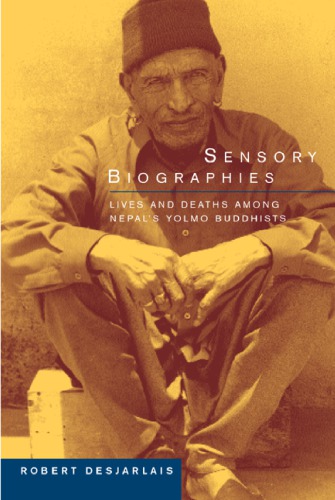 SENSORY
BIOGRAPHIES
LIVES AND DEATHS AMONG
NEPAL'S YOLMO BUDDHISTS
ROBERT DESJARLAIS